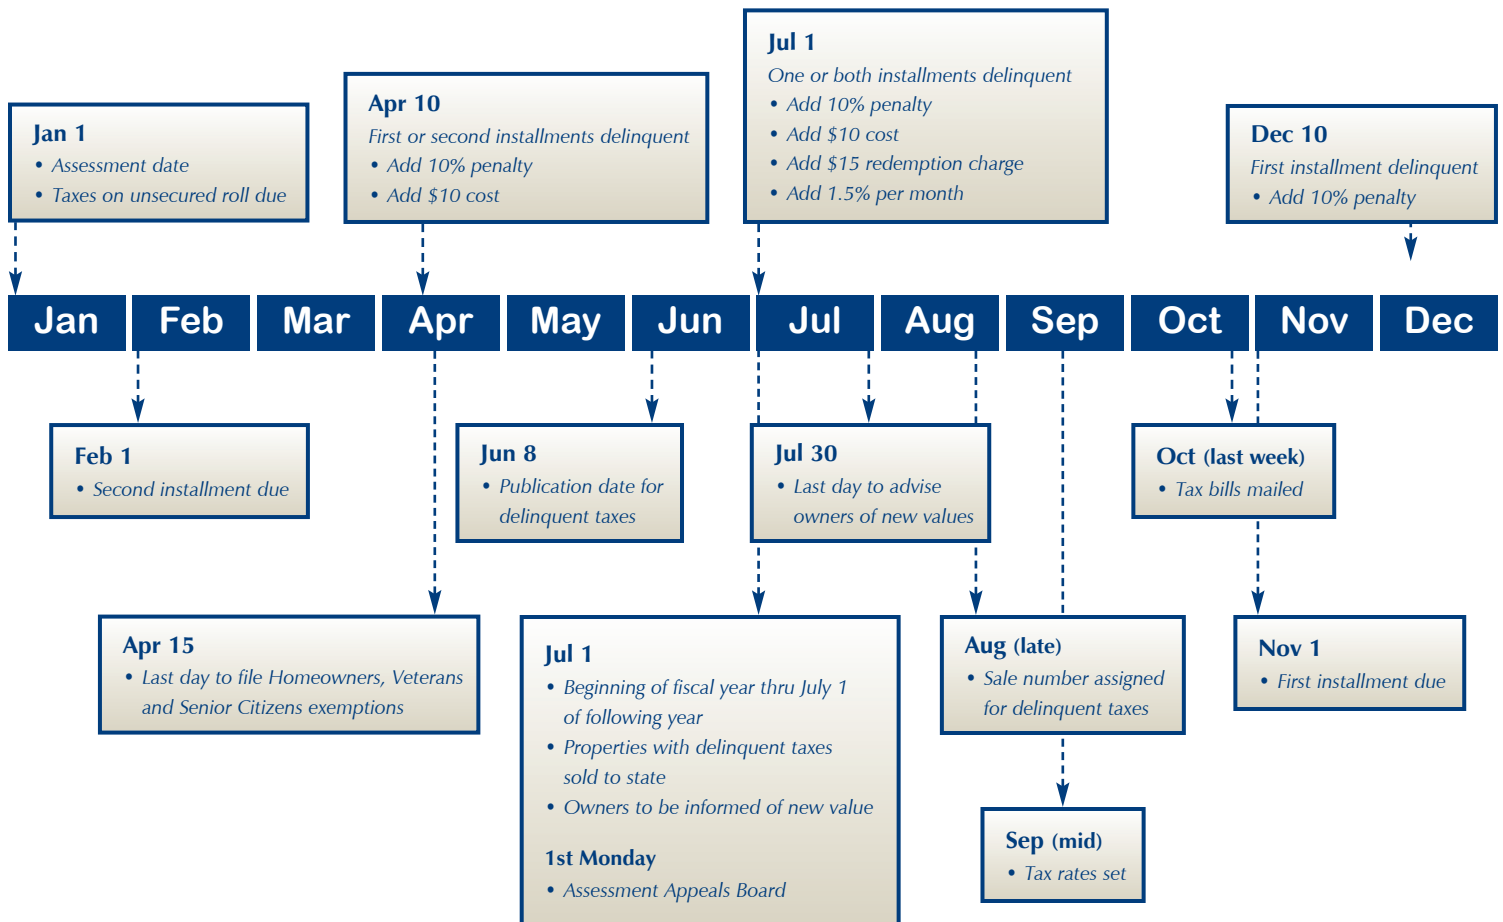 Jul 1
One or both installments delinquent
• Add 10% penalty
• Add $10 cost
• Add $15 redemption charge
• Add 1.5% per month
Apr 10
First or second installments delinquent
• Add 10% penalty
• Add $10 cost
Jan 1
• Assessment date
• Taxes on unsecured roll due
Dec 10
First installment delinquent
• Add 10% penalty
Jan Feb Mar Apr May Jun Jul Aug Sep Oct Nov Dec
Feb 1
• Second installment due
Jun 8
• Publication date for
delinquent taxes
Jul 30
• Last day to advise
owners of new values
Oct (last week)
• Tax bills mailed
Apr 15
• Last day to file Homeowners, Veterans
and Senior Citizens exemptions
Jul 1
• Beginning of fiscal year thru July 1
of following year
• Properties with delinquent taxes
sold to state
• Owners to be informed of new value
1st Monday
• Assessment Appeals Board
Aug (late)
• Sale number assigned
for delinquent taxes
Nov 1
• First installment due
Sep (mid)
• Tax rates set